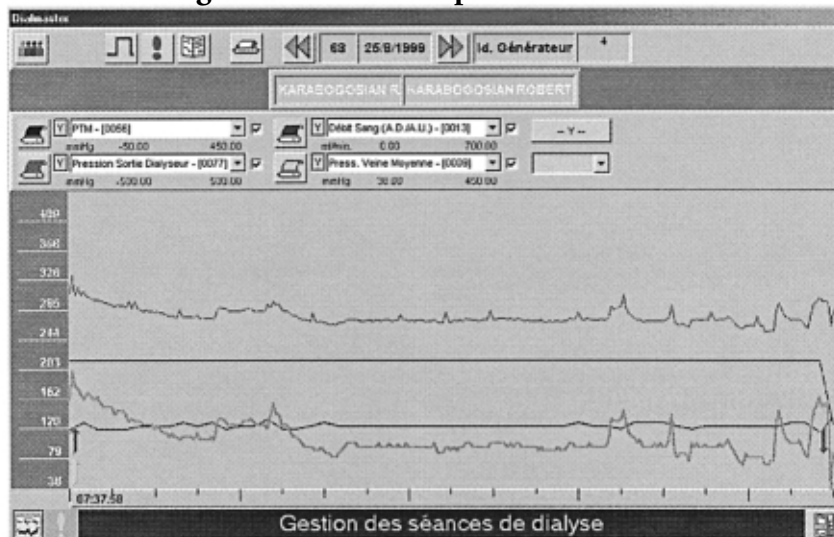 Dialmaster
68 25/8/1999 Id. Générateur 4
KARABOGOSIAN R. KARABOGOSIAN ROBERT
Y PTM - [0066] Y Débit Sang (A.D./A.U.) - [0013] -- Y --
mmHg -50.00 450.00 ml/min. 0.00 700.00
Y Pression Sortie Dialyseur - [0077] Y Press. Veine Moyenne - [0009]
mmHg -500.00 500.00 mmHg 30.00 450.00
326
285
244
203
162
120
79
38
07:37:58
Gestion des séances de dialyse